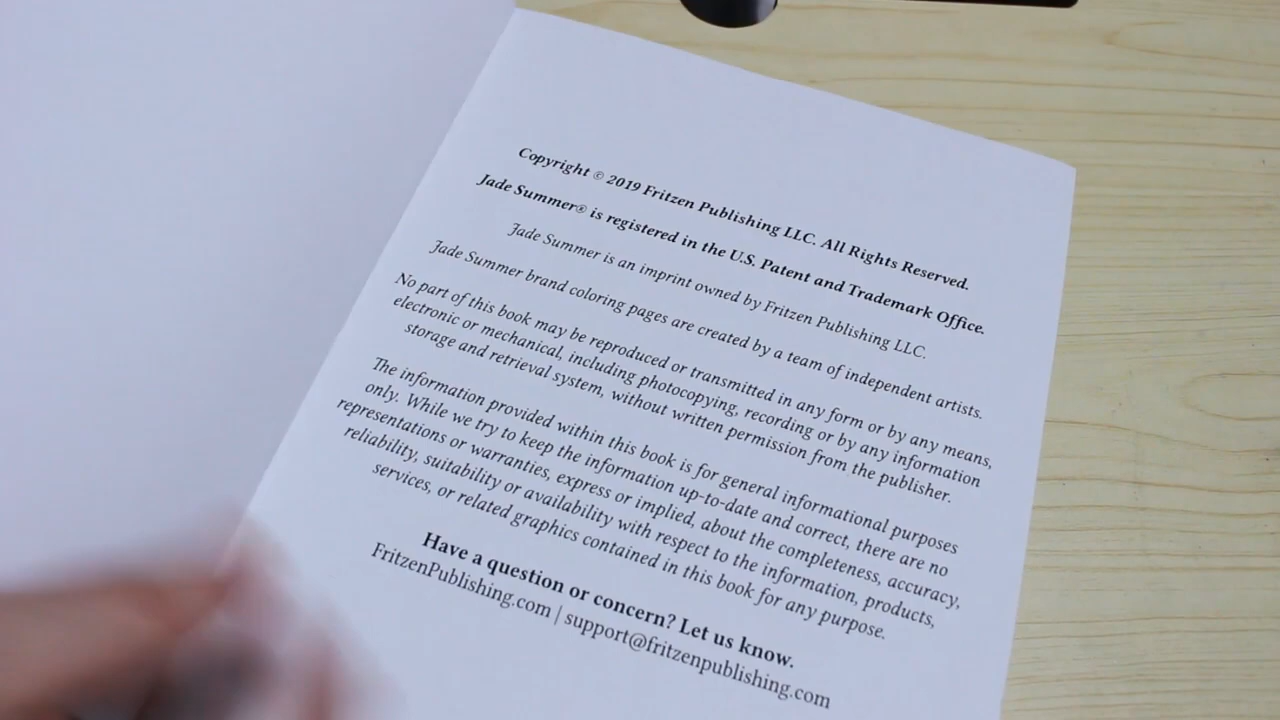 Copyright © 2019 Fritzen Publishing LLC. All Rights Reserved.
Jade Summer® is registered in the U.S. Patent and Trademark Office.
Jade Summer is an imprint owned by Fritzen Publishing LLC.
Jade Summer brand coloring pages are created by a team of independent artists.
No part of this book may be reproduced or transmitted in any form or by any means,
electronic or mechanical, including photocopying, recording or by any information
storage and retrieval system, without written permission from the publisher.
The information provided within this book is for general informational purposes
only. While we try to keep the information up-to-date and correct, there are no
representations or warranties, express or implied, about the completeness, accuracy,
reliability, suitability or availability with respect to the information, products,
services, or related graphics contained in this book for any purpose.
Have a question or concern? Let us know.
FritzenPublishing.com | support@fritzenpublishing.com